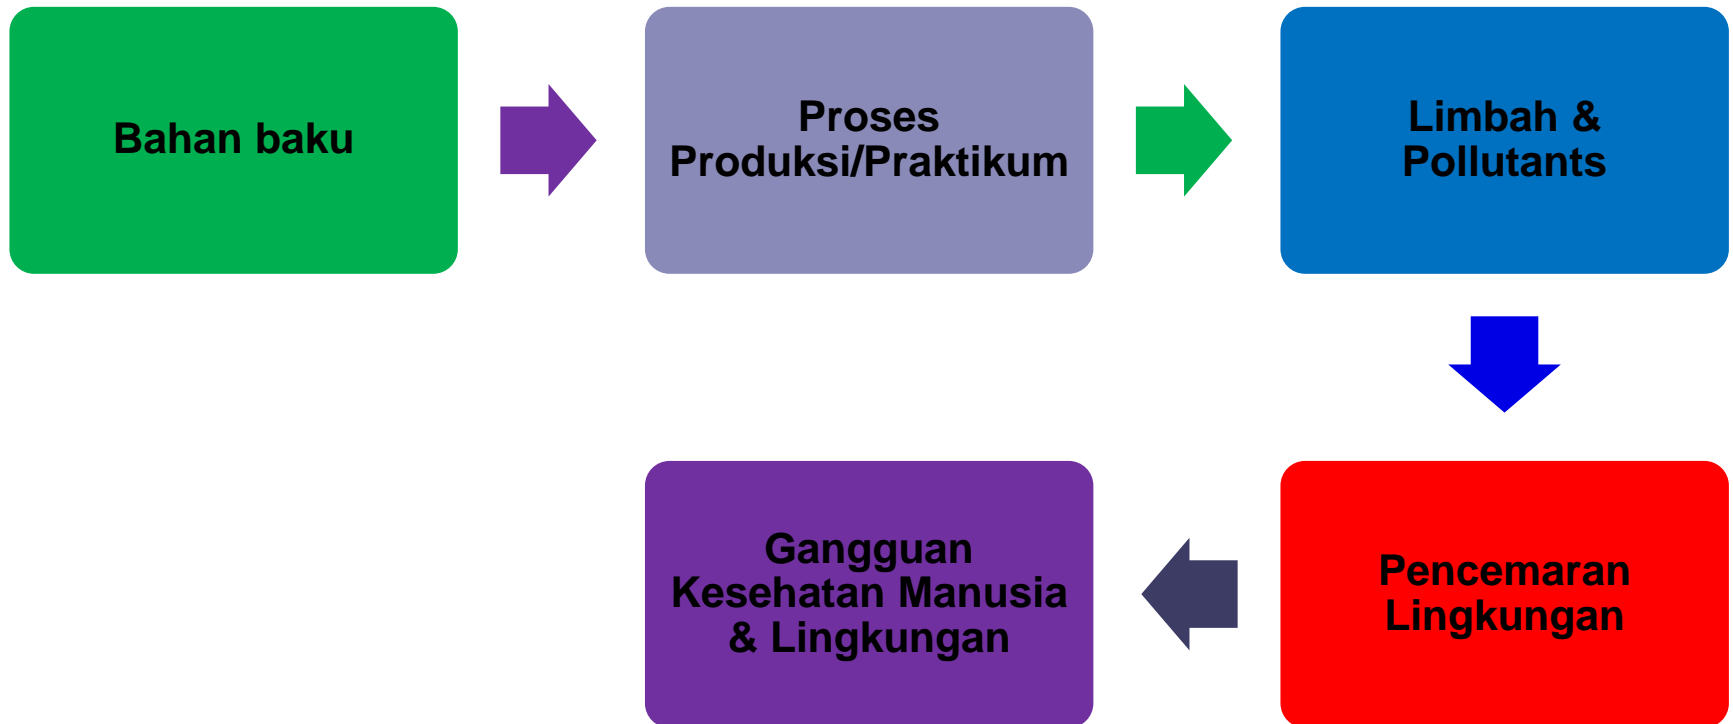 Bahan baku
Proses
Produksi/Praktikum
Limbah &
Pollutants
Pencemaran
Lingkungan
Gangguan
Kesehatan Manusia
& Lingkungan